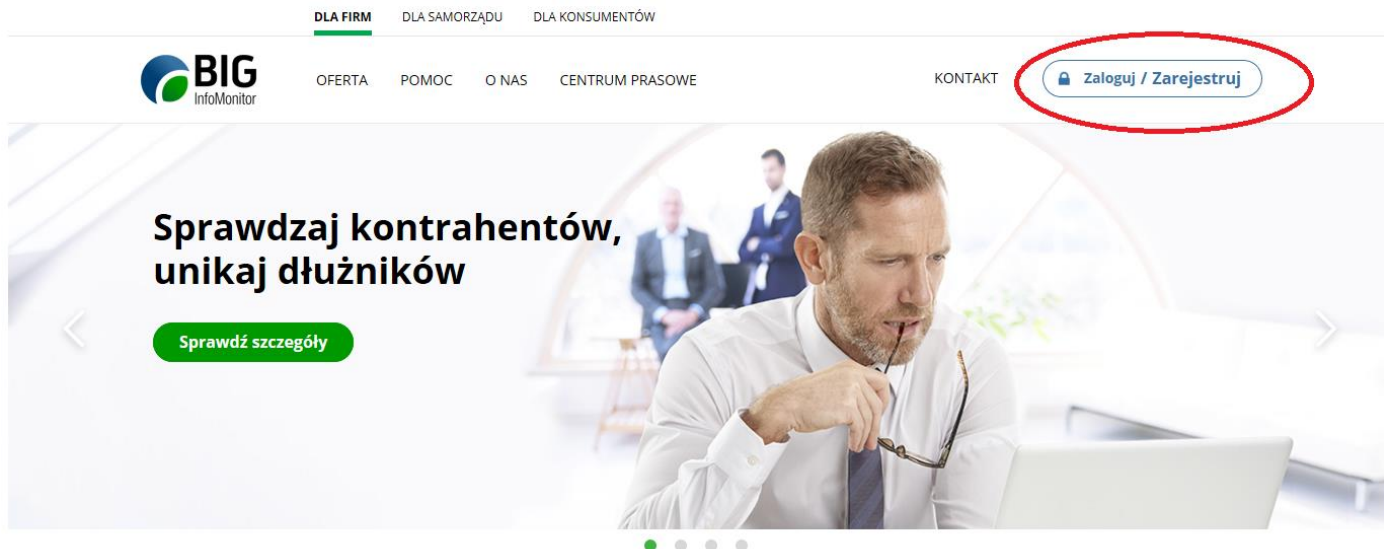 DLA FIRM DLA SAMORZĄDU DLA KONSUMENTÓW
BIG
InfoMonitor
OFERTA POMOC O NAS CENTRUM PRASOWE KONTAKT Zaloguj / Zarejestruj
Sprawdzaj kontrahentów,
unikaj dłużników
Sprawdź szczegóły